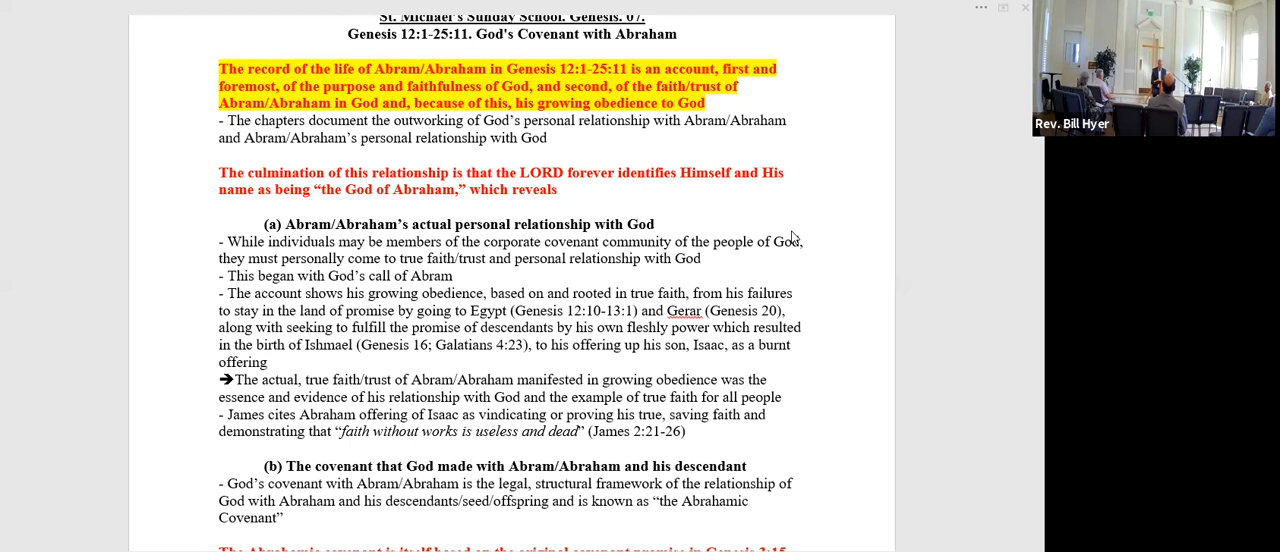 St. Michael's Sunday School. Genesis. 07.
Genesis 12:1-25:11. God's Covenant with Abraham
The record of the life of Abram/Abraham in Genesis 12:1-25:11 is an account, first and
foremost, of the purpose and faithfulness of God, and second, of the faith/trust of
Abram/Abraham in God and, because of this, his growing obedience to God
- The chapters document the outworking of God's personal relationship with Abram/Abraham
and Abram/Abraham's personal relationship with God
The culmination of this relationship is that the LORD forever identifies Himself and His
name as being “the God of Abraham,” which reveals
(a) Abram/Abraham's actual personal relationship with God
- While individuals may be members of the corporate covenant community of the people of God,
they must personally come to true faith/trust and personal relationship with God
- This began with God's call of Abram
- The account shows his growing obedience, based on and rooted in true faith, from his failures
to stay in the land of promise by going to Egypt (Genesis 12:10-13:1) and Gerar (Genesis 20),
along with seeking to fulfill the promise of descendants by his own fleshly power which resulted
in the birth of Ishmael (Genesis 16; Galatians 4:23), to his offering up his son, Isaac, as a burnt
offering
➔The actual, true faith/trust of Abram/Abraham manifested in growing obedience was the
essence and evidence of his relationship with God and the example of true faith for all people
- James cites Abraham offering of Isaac as vindicating or proving his true, saving faith and
demonstrating that “faith without works is useless and dead” (James 2:21-26)
(b) The covenant that God made with Abram/Abraham and his descendant
- God's covenant with Abram/Abraham is the legal, structural framework of the relationship of
God with Abraham and his descendants/seed/offspring and is known as “the Abrahamic
Covenant”
The Abrahamic covenant is itself based on the original covenant promise in Genesis 3:15
Rev. Bill Hyer